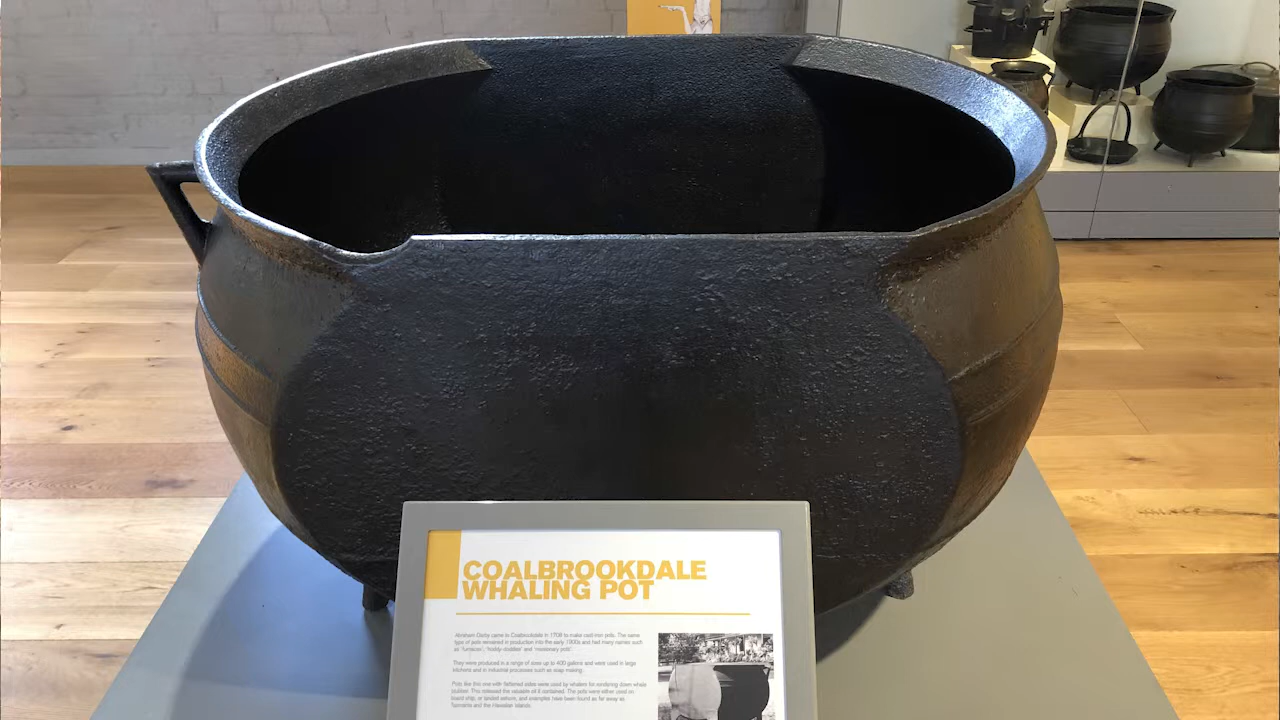 COALBROOKDALE
WHALING POT
Abraham Darby came to Coalbrookdale in 1708 to make cast-iron pots. The same
type of pots remained in production into the early 1900s and had many names such
as 'furnaces', and 'missionary pots'
They were produced in a range of sizes up to 400 gallons and were used in large
kitchens and in industrial processes such as soap making.
Pots like this one with flattened sides were used by whalers for rendering down whale
blubber. This released the valuable oil it contained. The pots were either used on
board ship, or landed ashore, and examples have been found as far away as
Tasmania and the Hawaiian Islands.